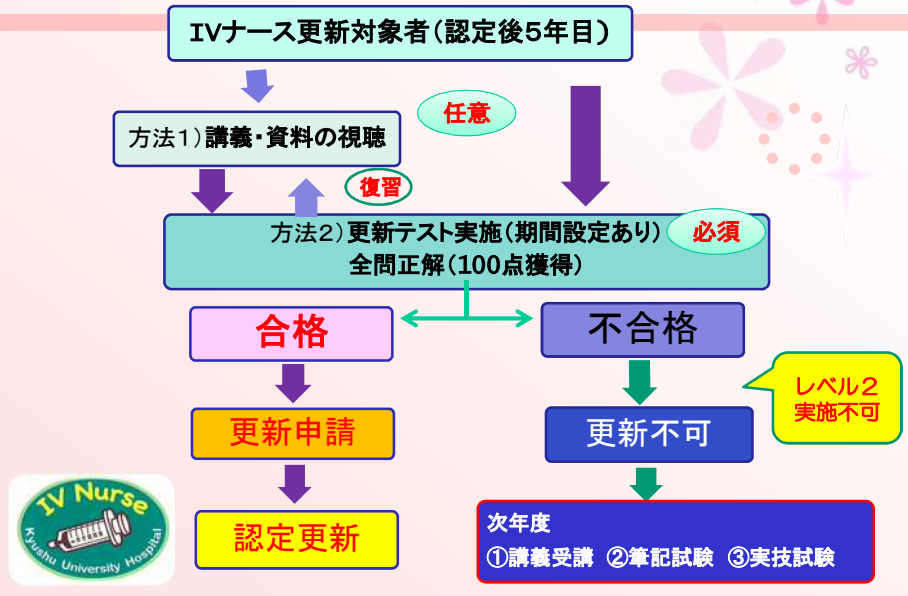 IVナース更新対象者(認定後5年目)
任意
方法1)講義・資料の視聴
復習
方法2)更新テスト実施(期間設定あり)
必須
全問正解(100点獲得)
合格
不合格
レベル2
実施不可
更新申請
更新不可
認定更新
次年度
①講義受講 ②筆記試験 ③実技試験
IV Nurse
Kyushu University Hospital